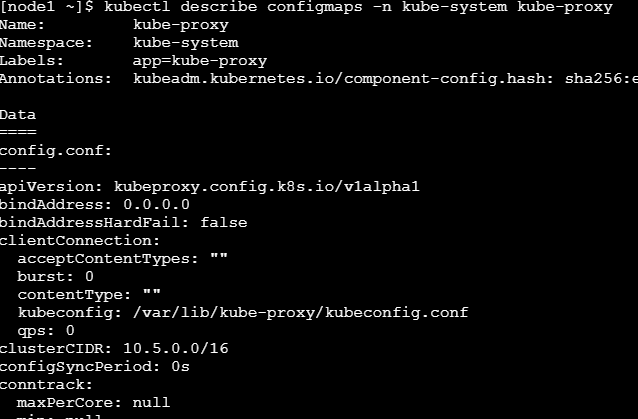 [node1 ~]$ kubectl describe configmaps -n kube-system kube-proxy
Name:         kube-proxy
Namespace:    kube-system
Labels:       app=kube-proxy
Annotations:  kubeadm.kubernetes.io/component-config.hash: sha256:e
Data
====
config.conf:
----
apiVersion: kubeproxy.config.k8s.io/v1alpha1
bindAddress: 0.0.0.0
bindAddressHardFail: false
clientConnection:
  acceptContentTypes: ""
  burst: 0
  contentType: ""
  kubeconfig: /var/lib/kube-proxy/kubeconfig.conf
  qps: 0
clusterCIDR: 10.5.0.0/16
configSyncPeriod: 0s
conntrack:
  maxPerCore: null
  min: null